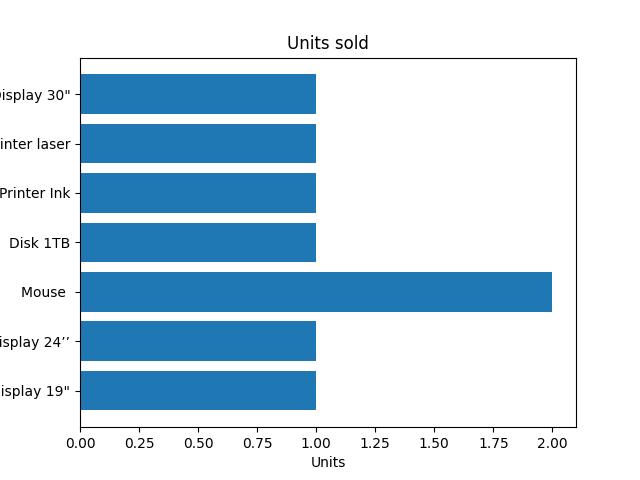 Units sold
isplay 30"
inter laser
Printer Ink
Disk 1TB
Mouse
isplay 24’’
isplay 19"
0.00 0.25 0.50 0.75 1.00 1.25 1.50 1.75 2.00
Units